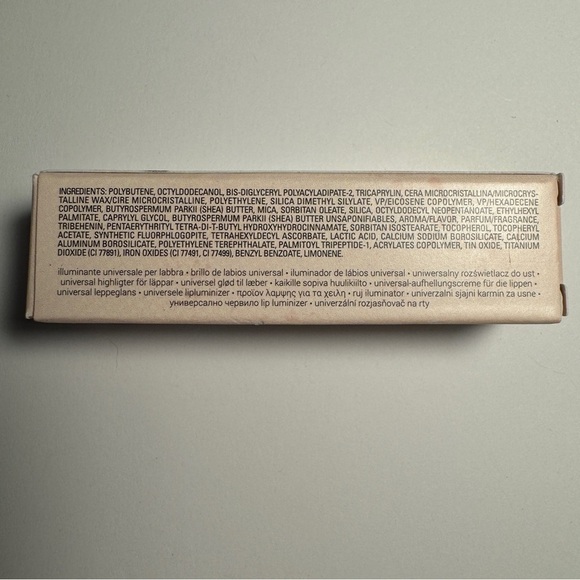 INGREDIENTS: POLYBUTENE, OCTYLDODECANOL, BIS-DIGLYCERYL POLYACYLADIPATE-2, TRICAPRYLIN, CERA MICROCRISTALLINA/MICROCRYS-
TALLINE WAX/CIRE MICROCRISTALLINE, POLYETHYLENE, SILICA DIMETHYL SILYLATE, VP/EICOSENE COPOLYMER, VP/HEXADECENE
COPOLYMER, BUTYROSPERMUM PARKII (SHEA) BUTTER, MICA, SORBITAN OLEATE, SILICA, OCTYLDODECYL NEOPENTANOATE, ETHYLHEXYL
PALMITATE, CAPRYLYL GLYCOL, BUTYROSPERMUM PARKII (SHEA) BUTTER UNSAPONIFIABLES, AROMA/FLAVOR, PARFUM/FRAGRANCE,
TRIBEHENIN, PENTAERYTHRITYL TETRA-DI-T-BUTYL HYDROXYHYDROCINNAMATE, SORBITAN ISOSTEARATE, TOCOPHEROL, TOCOPHERYL
ACETATE, SYNTHETIC FLUORPHLOGOPITE, TETRAHEXYLDECYL ASCORBATE, LACTIC ACID, CALCIUM SODIUM BOROSILICATE, CALCIUM
ALUMINUM BOROSILICATE, POLYETHYLENE TEREPHTHALATE, PALMITOYL TRIPEPTIDE-1, ACRYLATES COPOLYMER, TIN OXIDE, TITANIUM
DIOXIDE (CI 77891), IRON OXIDES (CI 77491, CI 77499), BENZYL BENZOATE, LIMONENE.
illuminante universale per labbra • brillo de labios universal • iluminador de lábios universal • uniwersalny rozświetlacz do ust •
universal highligter för läppar • universel glød til læber • kaikille sopiva huulikiilto • universal-aufhellungscreme für die lippen •
universal leppeglans • universele lipluminizer • προϊόν λαμψης για τα χειλη • ruj iluminator • univerzalni sjajni karmin za usne •
универсално червило lip luminizer • univerzální rozjasňovač na rty